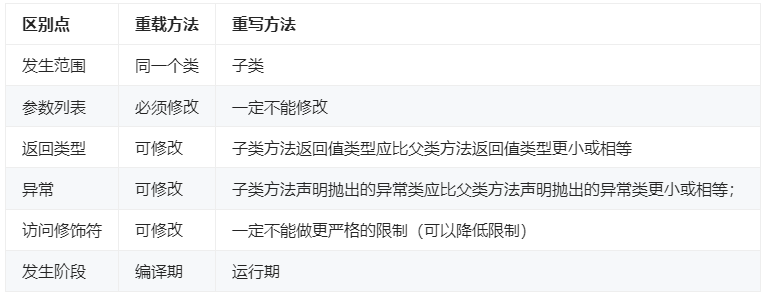 区别点 重载方法 重写方法
发生范围 同一个类 子类
参数列表 必须修改 一定不能修改
返回类型 可修改 子类方法返回值类型应比父类方法返回值类型更小或相等
异常 可修改 子类方法声明抛出的异常类应比父类方法声明抛出的异常类更小或相等；
访问修饰符 可修改 一定不能做更严格的限制（可以降低限制）
发生阶段 编译期 运行期